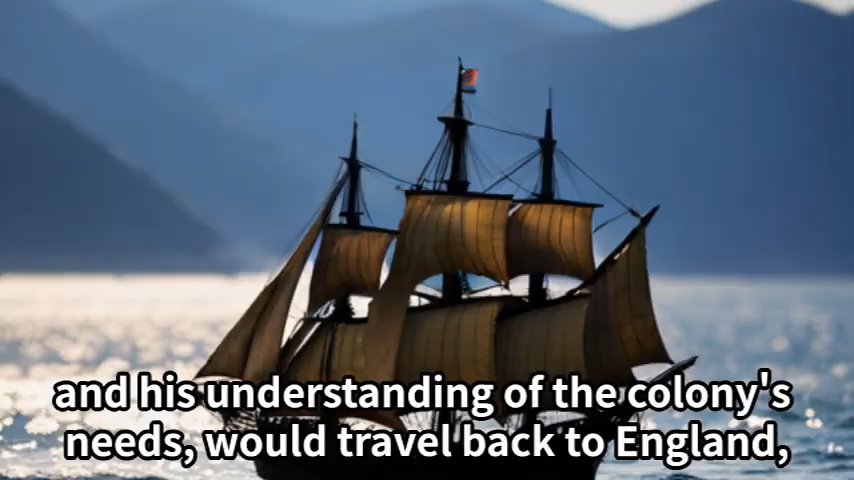 and his understanding of the colony's
needs, would travel back to England,